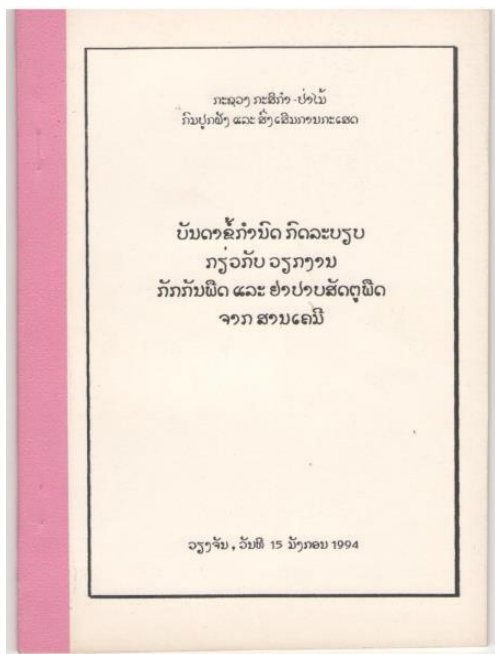 ກະຊວງ ກະສິກຳ - ປ່າໄມ້
ກົມປູກຝັງ ແລະ ສົ່ງເສີມການກະເສດ
ບັນດາຂໍ້ກຳນົດ ກົດລະບຽບ
ກຽ່ວກັບ ວຽກງານ
ກັກກັນພືດ ແລະ ຢາປາບສັດຕູພືດ
ຈາກ ສານເຄມີ
ວຽງຈັນ, ວັນທີ 15 ມັງກອນ 1994